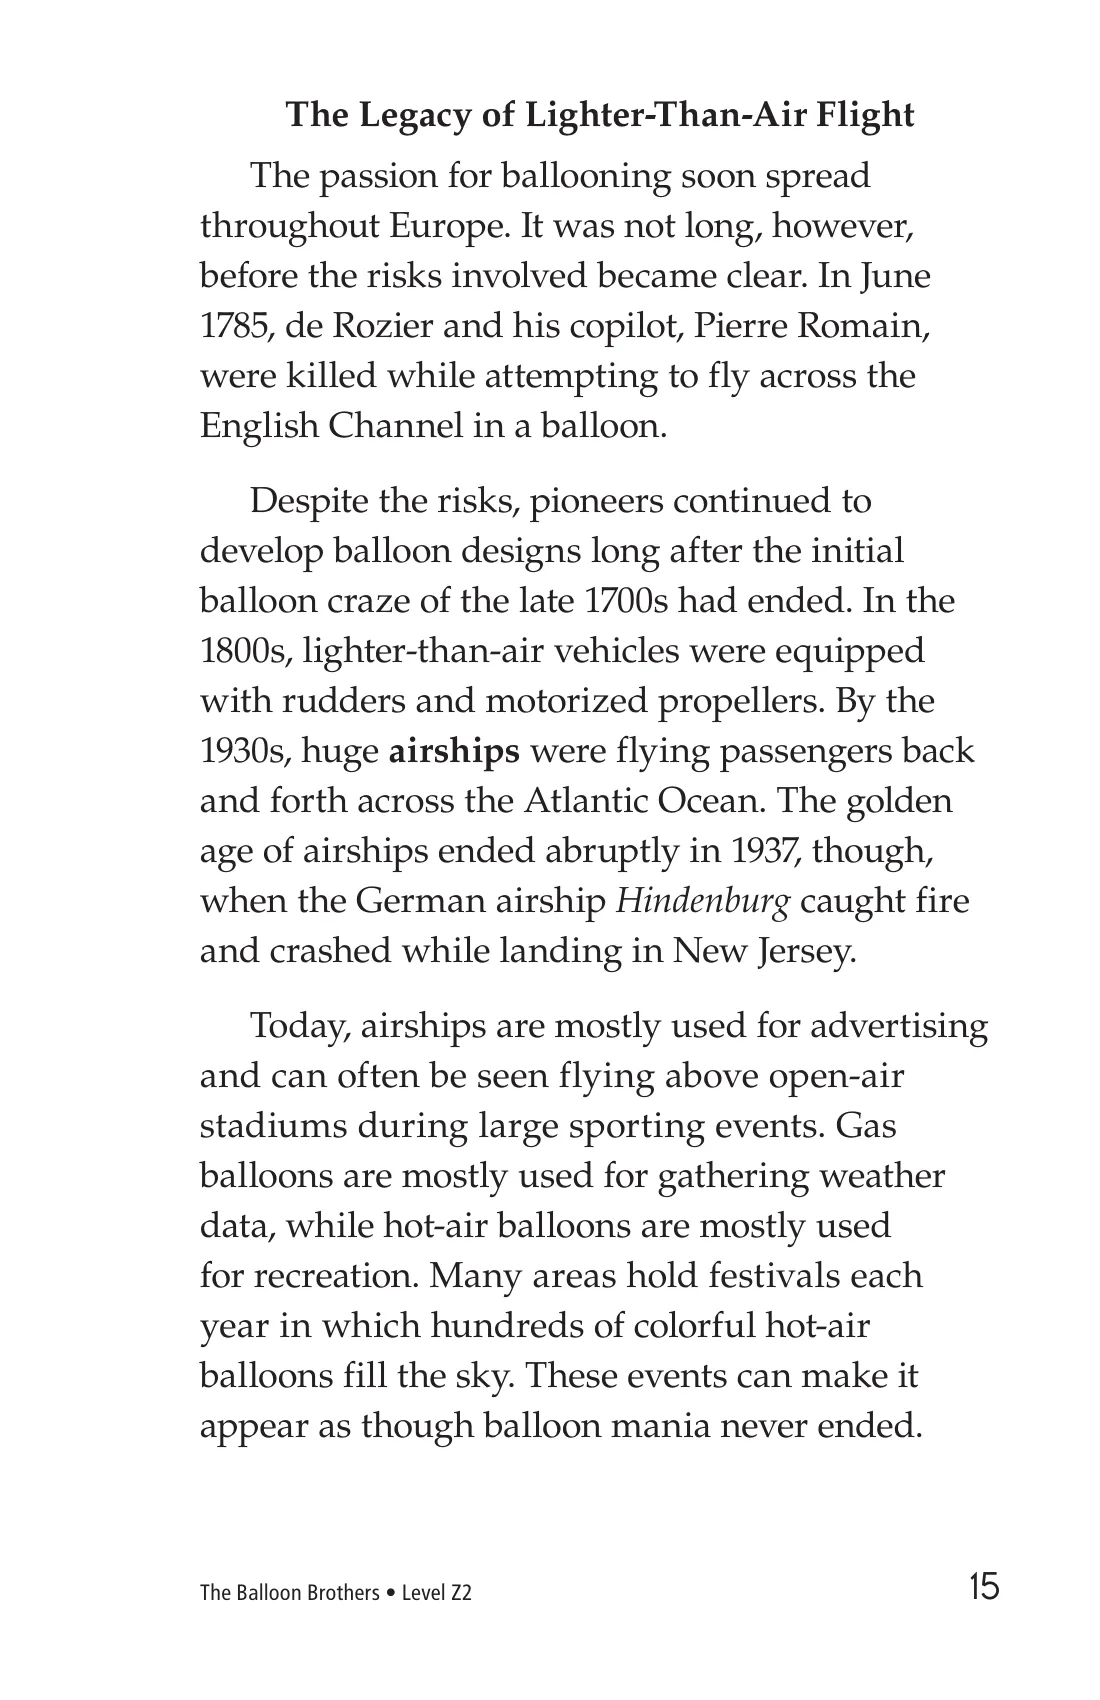 The Legacy of Lighter-Than-Air Flight
The passion for ballooning soon spread
throughout Europe. It was not long, however,
before the risks involved became clear. In June
1785, de Rozier and his copilot, Pierre Romain,
were killed while attempting to fly across the
English Channel in a balloon.
Despite the risks, pioneers continued to
develop balloon designs long after the initial
balloon craze of the late 1700s had ended. In the
1800s, lighter-than-air vehicles were equipped
with rudders and motorized propellers. By the
1930s, huge airships were flying passengers back
and forth across the Atlantic Ocean. The golden
age of airships ended abruptly in 1937, though,
when the German airship Hindenburg caught fire
and crashed while landing in New Jersey.
Today, airships are mostly used for advertising
and can often be seen flying above open-air
stadiums during large sporting events. Gas
balloons are mostly used for gathering weather
data, while hot-air balloons are mostly used
for recreation. Many areas hold festivals each
year in which hundreds of colorful hot-air
balloons fill the sky. These events can make it
appear as though balloon mania never ended.
The Balloon Brothers • Level Z2
15